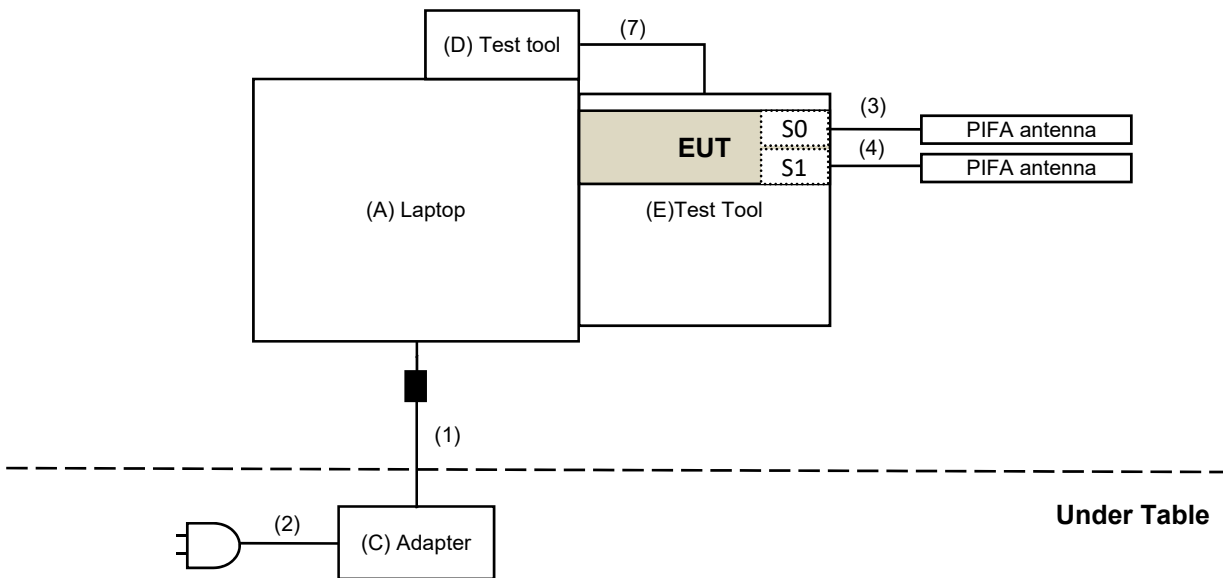 (D) Test tool
(7)
S0
(3)
PIFA antenna
EUT
S1
(4)
PIFA antenna
(A) Laptop
(E)Test Tool
(1)
Under Table
(2)
(C) Adapter